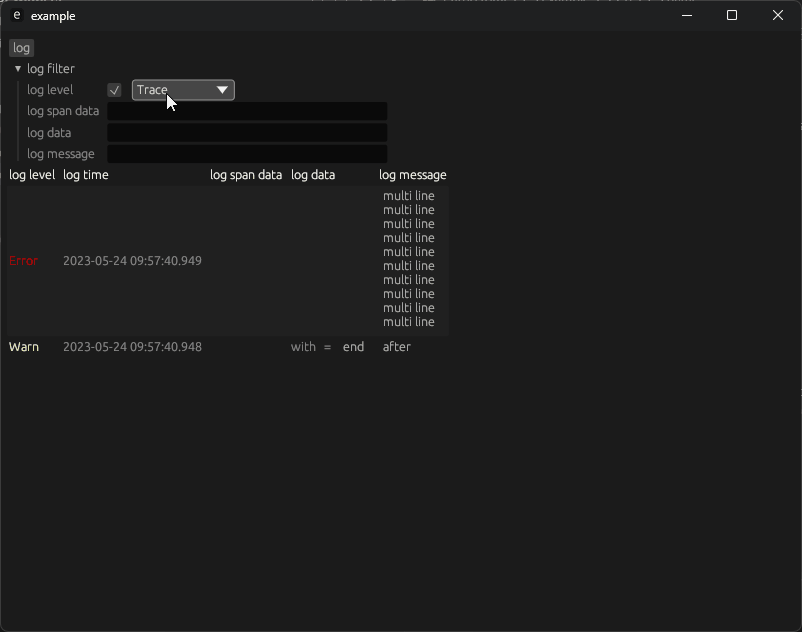 e example
log
log filter
log level Trace
log span data
log data
log message
log level log time log span data log data log message
multi line
multi line
multi line
multi line
multi line
Error 2023-05-24 09:57:40.949
multi line
multi line
multi line
multi line
multi line
Warn 2023-05-24 09:57:40.948 with = end after